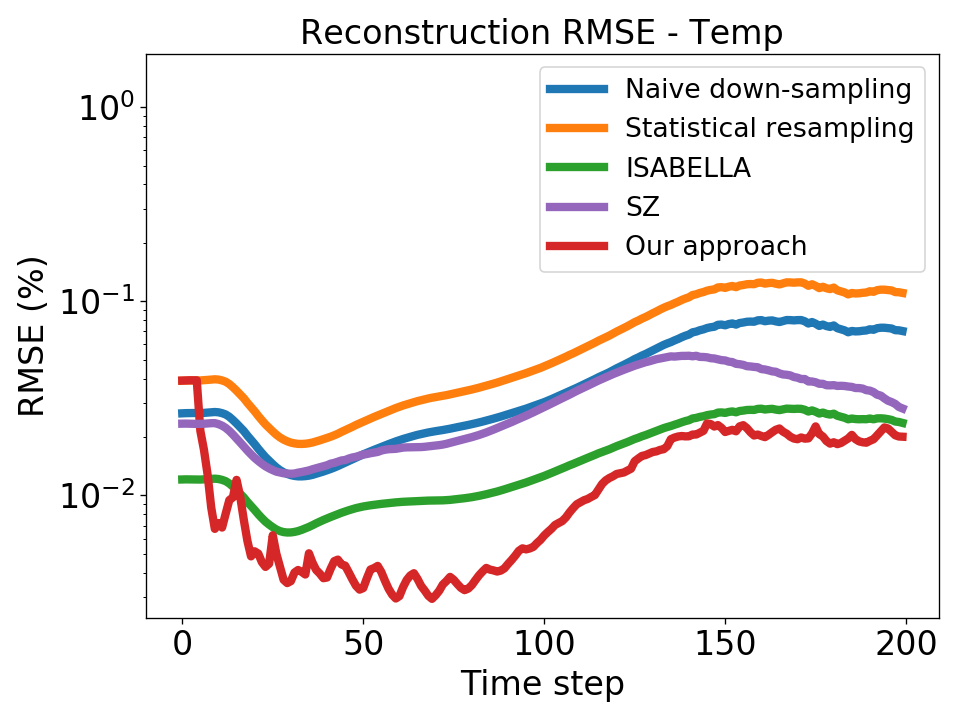 Reconstruction RMSE - Temp
RMSE (%)
10⁰
10⁻¹
10⁻²
Naive down-sampling
Statistical resampling
ISABELLA
SZ
Our approach
0 50 100 150 200
Time step